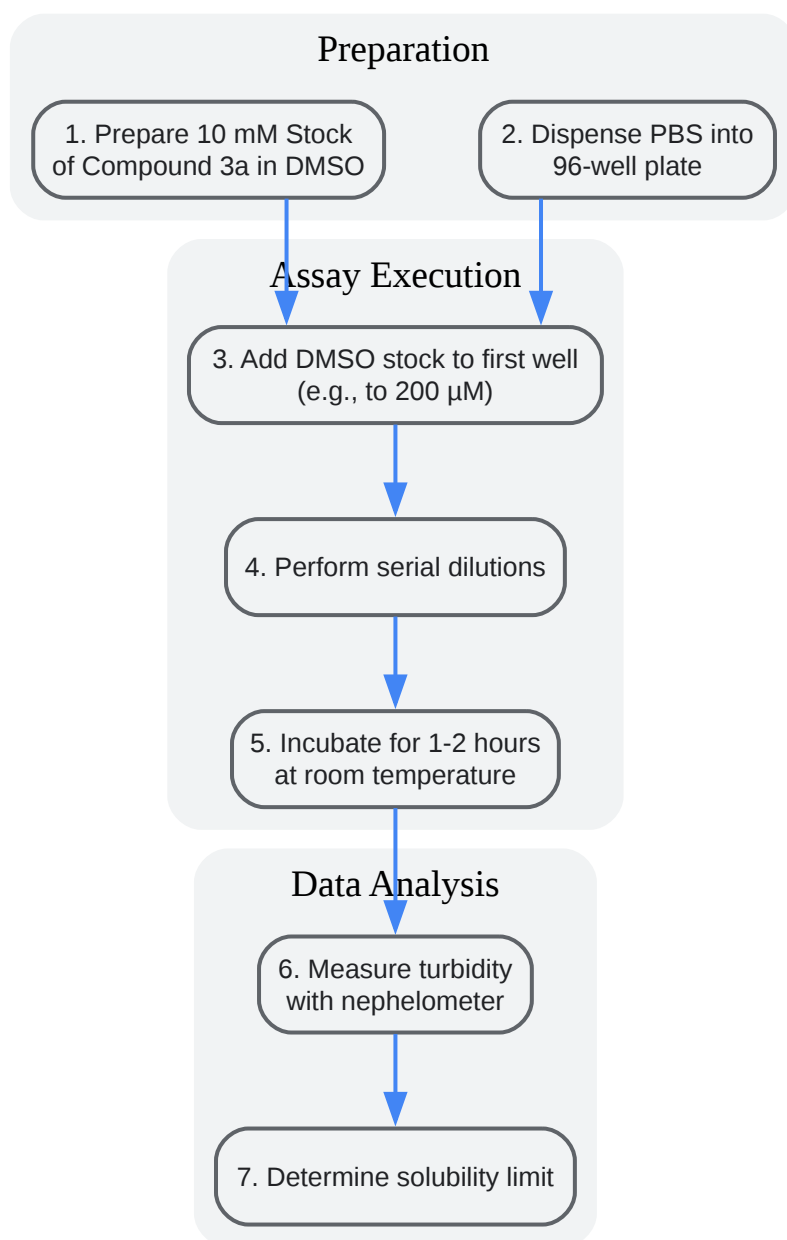 Preparation
1. Prepare 10 mM Stock
of Compound 3a in DMSO
2. Dispense PBS into
96-well plate
Assay Execution
3. Add DMSO stock to first well
(e.g., to 200 µM)
4. Perform serial dilutions
5. Incubate for 1-2 hours
at room temperature
Data Analysis
6. Measure turbidity
with nephelometer
7. Determine solubility limit